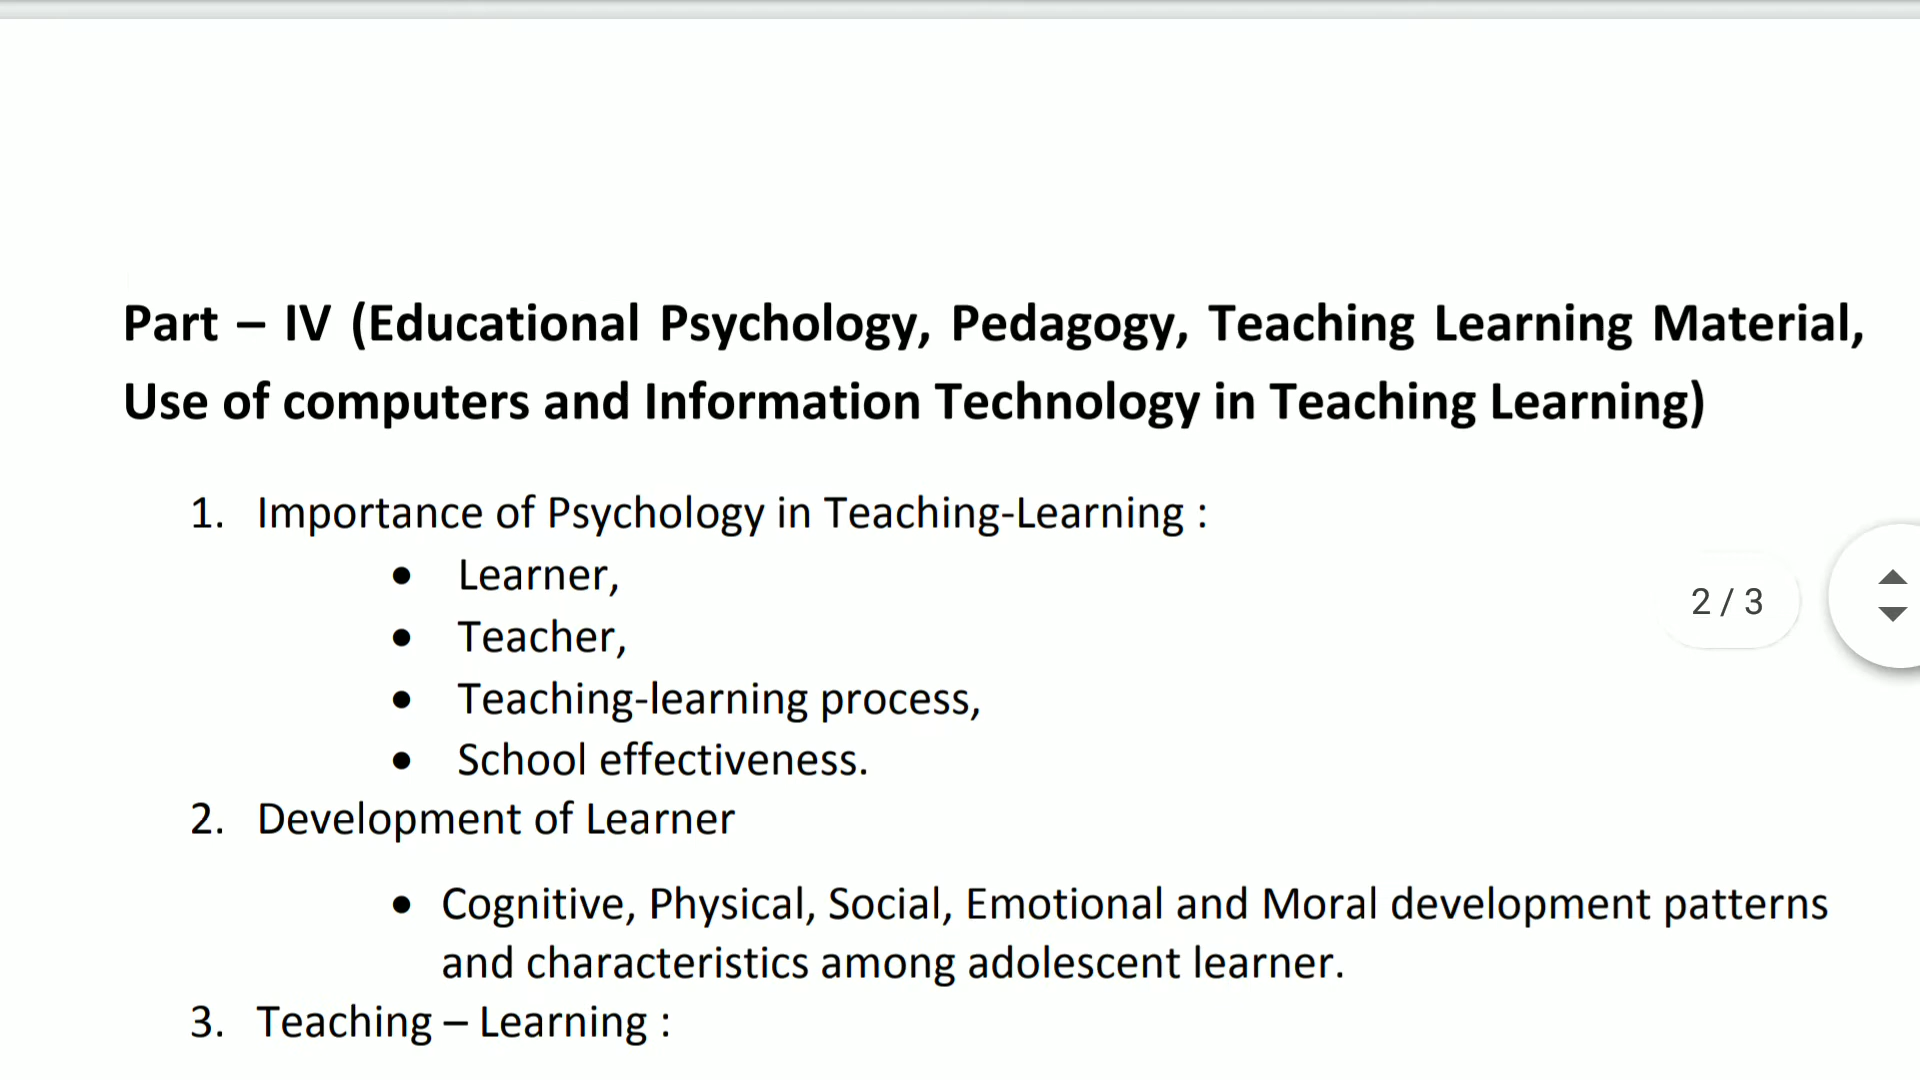 Part – IV (Educational Psychology, Pedagogy, Teaching Learning Material,
Use of computers and Information Technology in Teaching Learning)
1. Importance of Psychology in Teaching-Learning :
• Learner,
• Teacher,
• Teaching-learning process,
• School effectiveness.
2 / 3
2. Development of Learner
• Cognitive, Physical, Social, Emotional and Moral development patterns
and characteristics among adolescent learner.
3. Teaching – Learning :